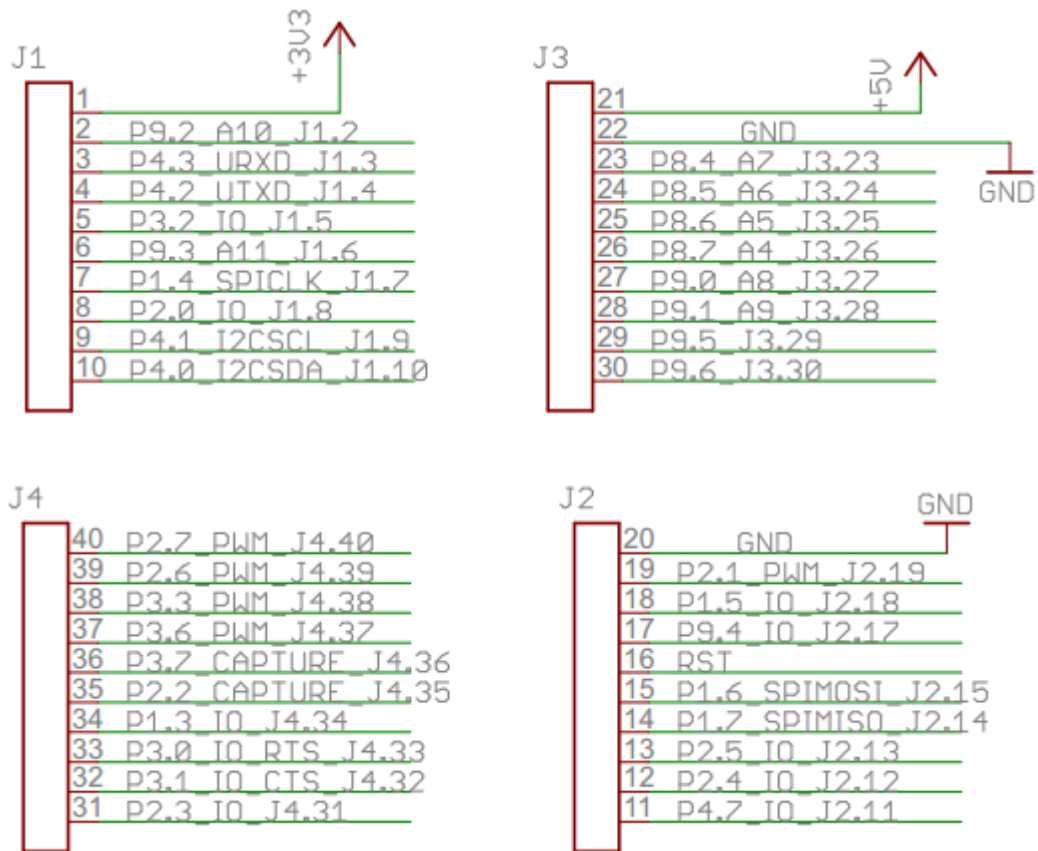 J1
+3V3
1
2 P9.2_A10_J1.2
3 P4.3_URXD_J1.3
4 P4.2_UTXD_J1.4
5 P3.2_IO_J1.5
6 P9.3_A11_J1.6
7 P1.4_SPICLK_J1.7
8 P2.0_IO_J1.8
9 P4.1_I2CSCL_J1.9
10 P4.0_I2CSDA_J1.10
J3
+5V
21
22 GND
GND
23 P8.4_A7_J3.23
24 P8.5_A6_J3.24
25 P8.6_A5_J3.25
26 P8.7_A4_J3.26
27 P9.0_A8_J3.27
28 P9.1_A9_J3.28
29 P9.5_J3.29
30 P9.6_J3.30
J4
40 P2.7_PWM_J4.40
39 P2.6_PWM_J4.39
38 P3.3_PWM_J4.38
37 P3.6_PWM_J4.37
36 P3.7_CAPTURE_J4.36
35 P2.2_CAPTURE_J4.35
34 P1.3_IO_J4.34
33 P3.0_IO_RTS_J4.33
32 P3.1_IO_CTS_J4.32
31 P2.3_IO_J4.31
J2
GND
20 GND
19 P2.1_PWM_J2.19
18 P1.5_IO_J2.18
17 P9.4_IO_J2.17
16 RST
15 P1.6_SPIMOSI_J2.15
14 P1.7_SPIMISO_J2.14
13 P2.5_IO_J2.13
12 P2.4_IO_J2.12
11 P4.7_IO_J2.11